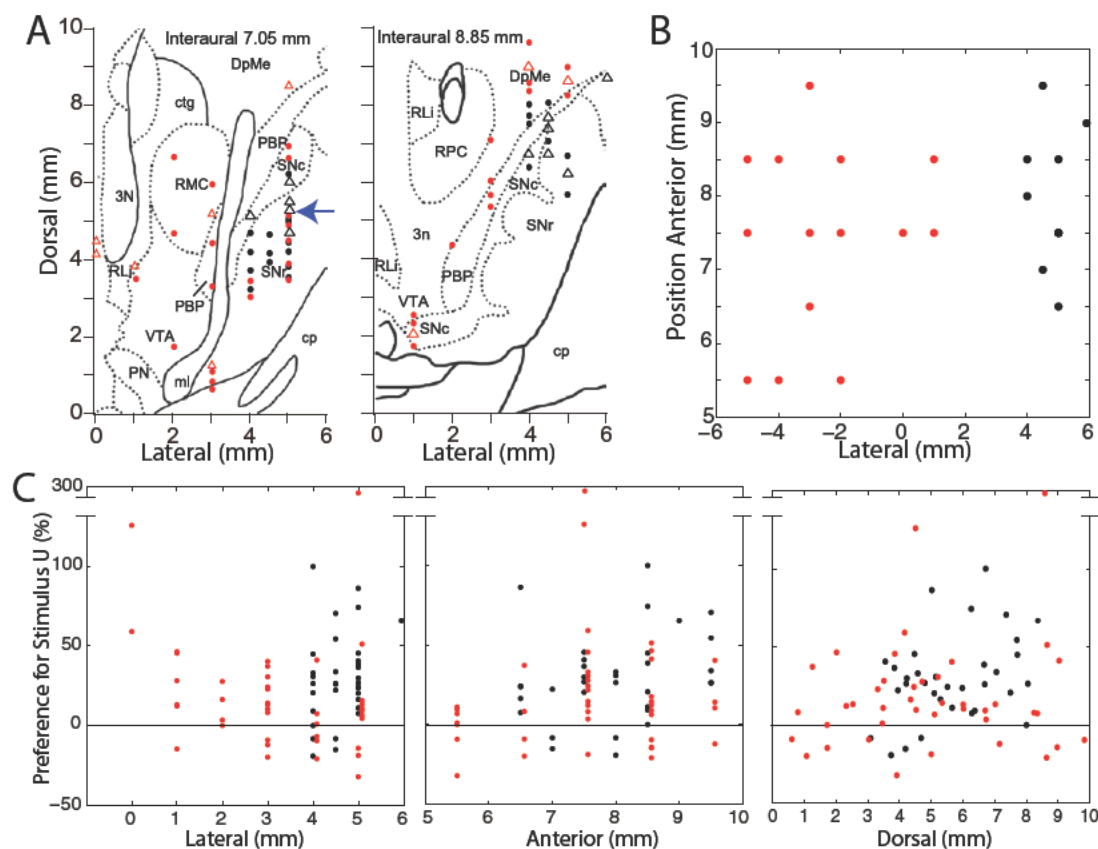 A
Interaural 7.05 mm
DpMe
ctg
PBP
SNc
3N
RMC
RLi
SNr
PBP
VTA
PN
ml
cp
Dorsal (mm)
10
8
6
4
2
0
0 2 4 6
Lateral (mm)
Interaural 8.85 mm
DpMe
RLi
RPC
SNc
SNr
3n
RLi
PBP
VTA
SNc
cp
0 2 4 6
Lateral (mm)
B
Position Anterior (mm)
10
9
8
7
6
5
−6 −4 −2 0 2 4 6
Lateral (mm)
C
Preference for Stimulus U (%)
300
100
50
0
−50
0 1 2 3 4 5 6
Lateral (mm)
5 6 7 8 9 10
Anterior (mm)
0 1 2 3 4 5 6 7 8 9 10
Dorsal (mm)